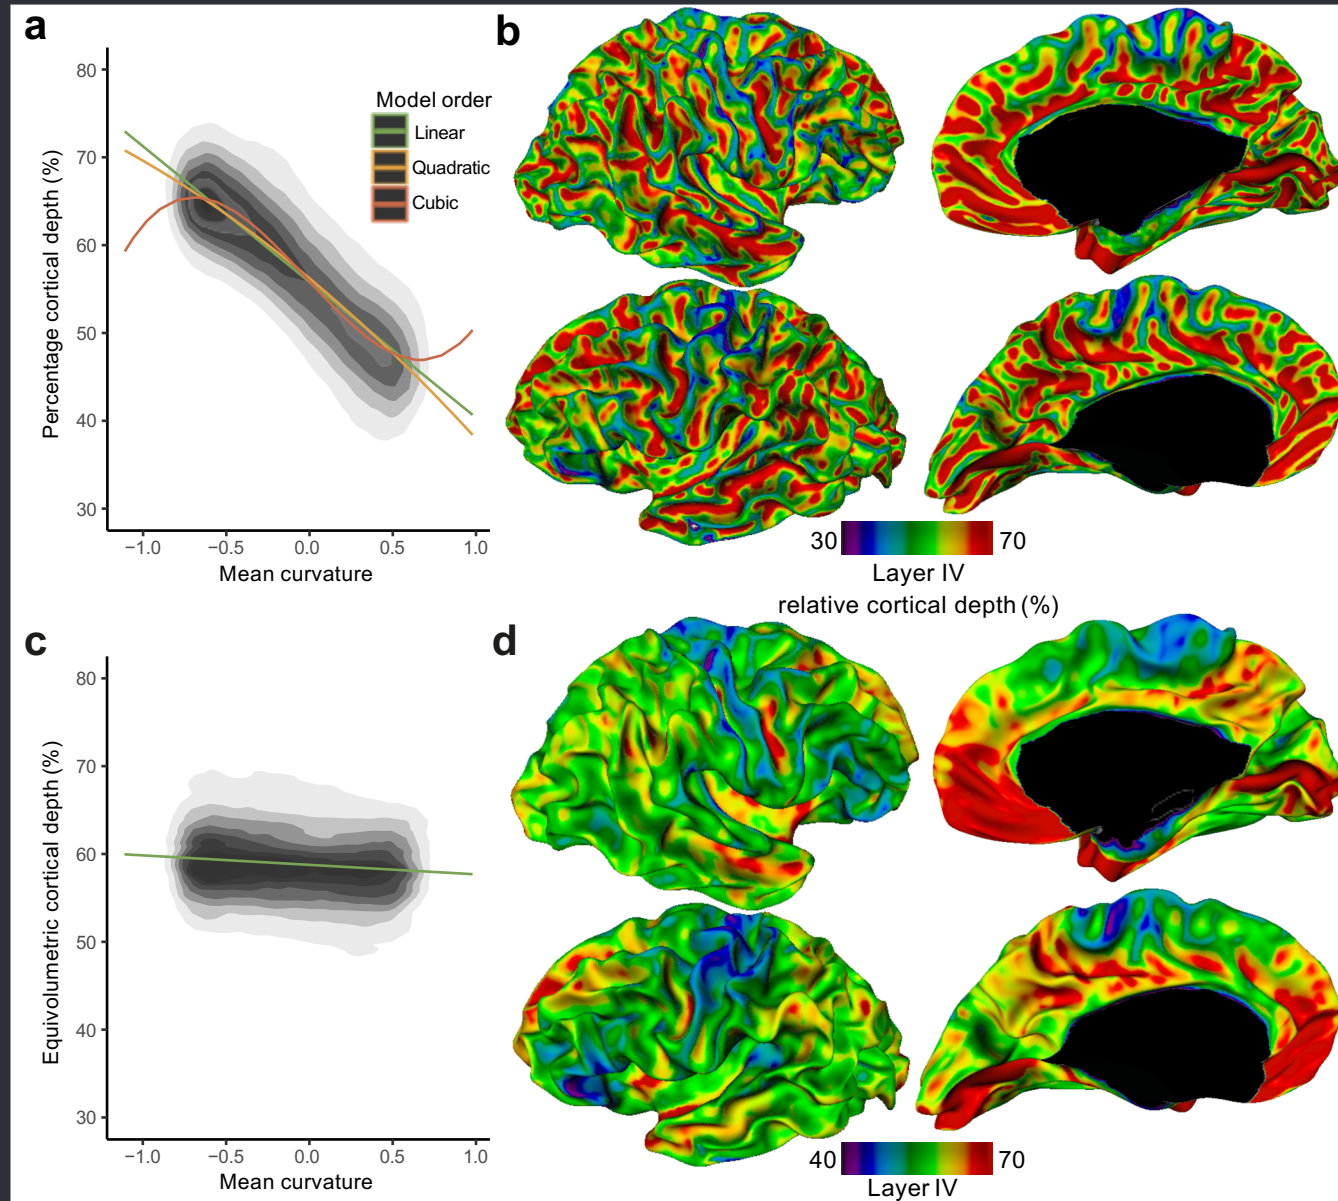 a
b
80
70
60
50
40
30
Percentage cortical depth (%)
Model order
Linear
Quadratic
Cubic
−1.0 −0.5 0.0 0.5 1.0
Mean curvature
30 70
Layer IV
relative cortical depth (%)
c
d
80
70
60
50
40
30
Equivolumetric cortical depth (%)
−1.0 −0.5 0.0 0.5 1.0
Mean curvature
40 70
Layer IV